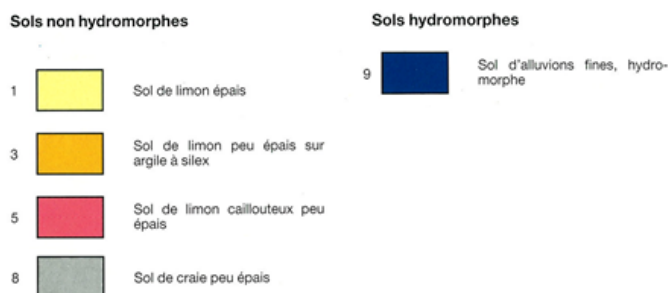 Sols non hydromorphes
1 Sol de limon épais
3 Sol de limon peu épais sur
argile à silex
5 Sol de limon caillouteux peu
épais
8 Sol de craie peu épais
Sols hydromorphes
9 Sol d'alluvions fines, hydro-
morphe